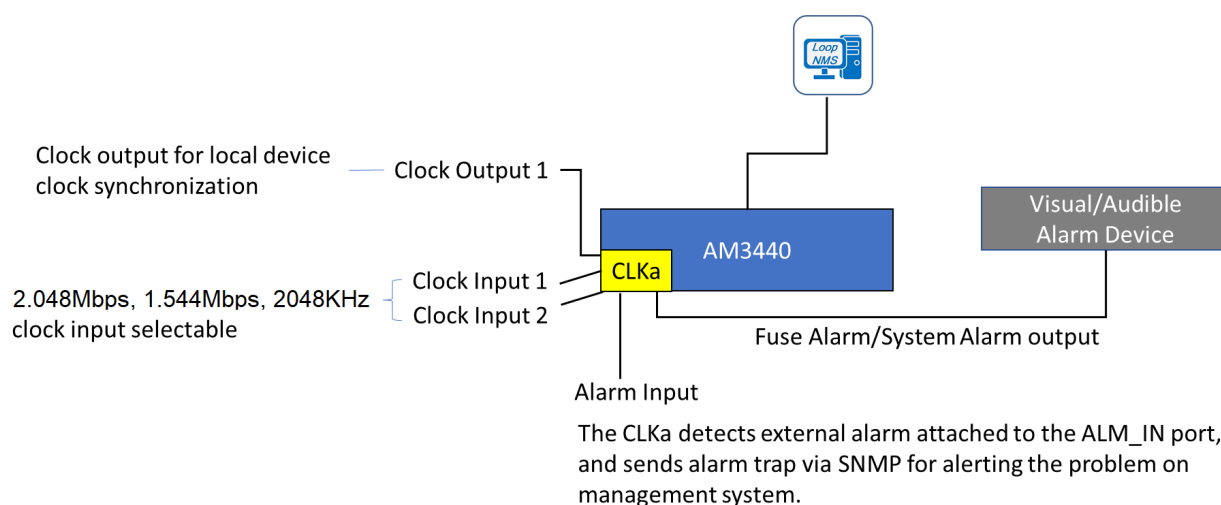 Loop
NMS
Clock output for local device
clock synchronization
Clock Output 1
Visual/Audible
Alarm Device
AM3440
CLKa
Clock Input 1
2.048Mbps, 1.544Mbps, 2048KHz
clock input selectable
Clock Input 2
Fuse Alarm/System Alarm output
Alarm Input
The CLKa detects external alarm attached to the ALM_IN port,
and sends alarm trap via SNMP for alerting the problem on
management system.